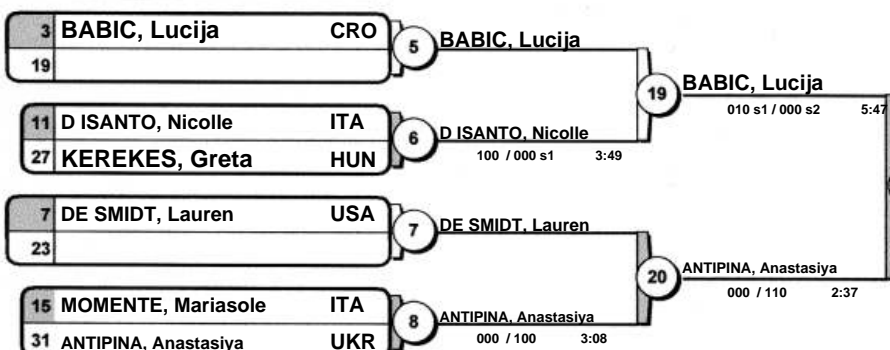 3 BABIC, Lucija CRO
19
5
BABIC, Lucija
11 D ISANTO, Nicolle ITA
27 KEREKES, Greta HUN
6
D ISANTO, Nicolle
100 / 000 s1 3:49
19
BABIC, Lucija
010 s1 / 000 s2 5:47
7 DE SMIDT, Lauren USA
23
7
DE SMIDT, Lauren
15 MOMENTE, Mariasole ITA
31 ANTIPINA, Anastasiya UKR
8
ANTIPINA, Anastasiya
000 / 100 3:08
20
ANTIPINA, Anastasiya
000 / 110 2:37